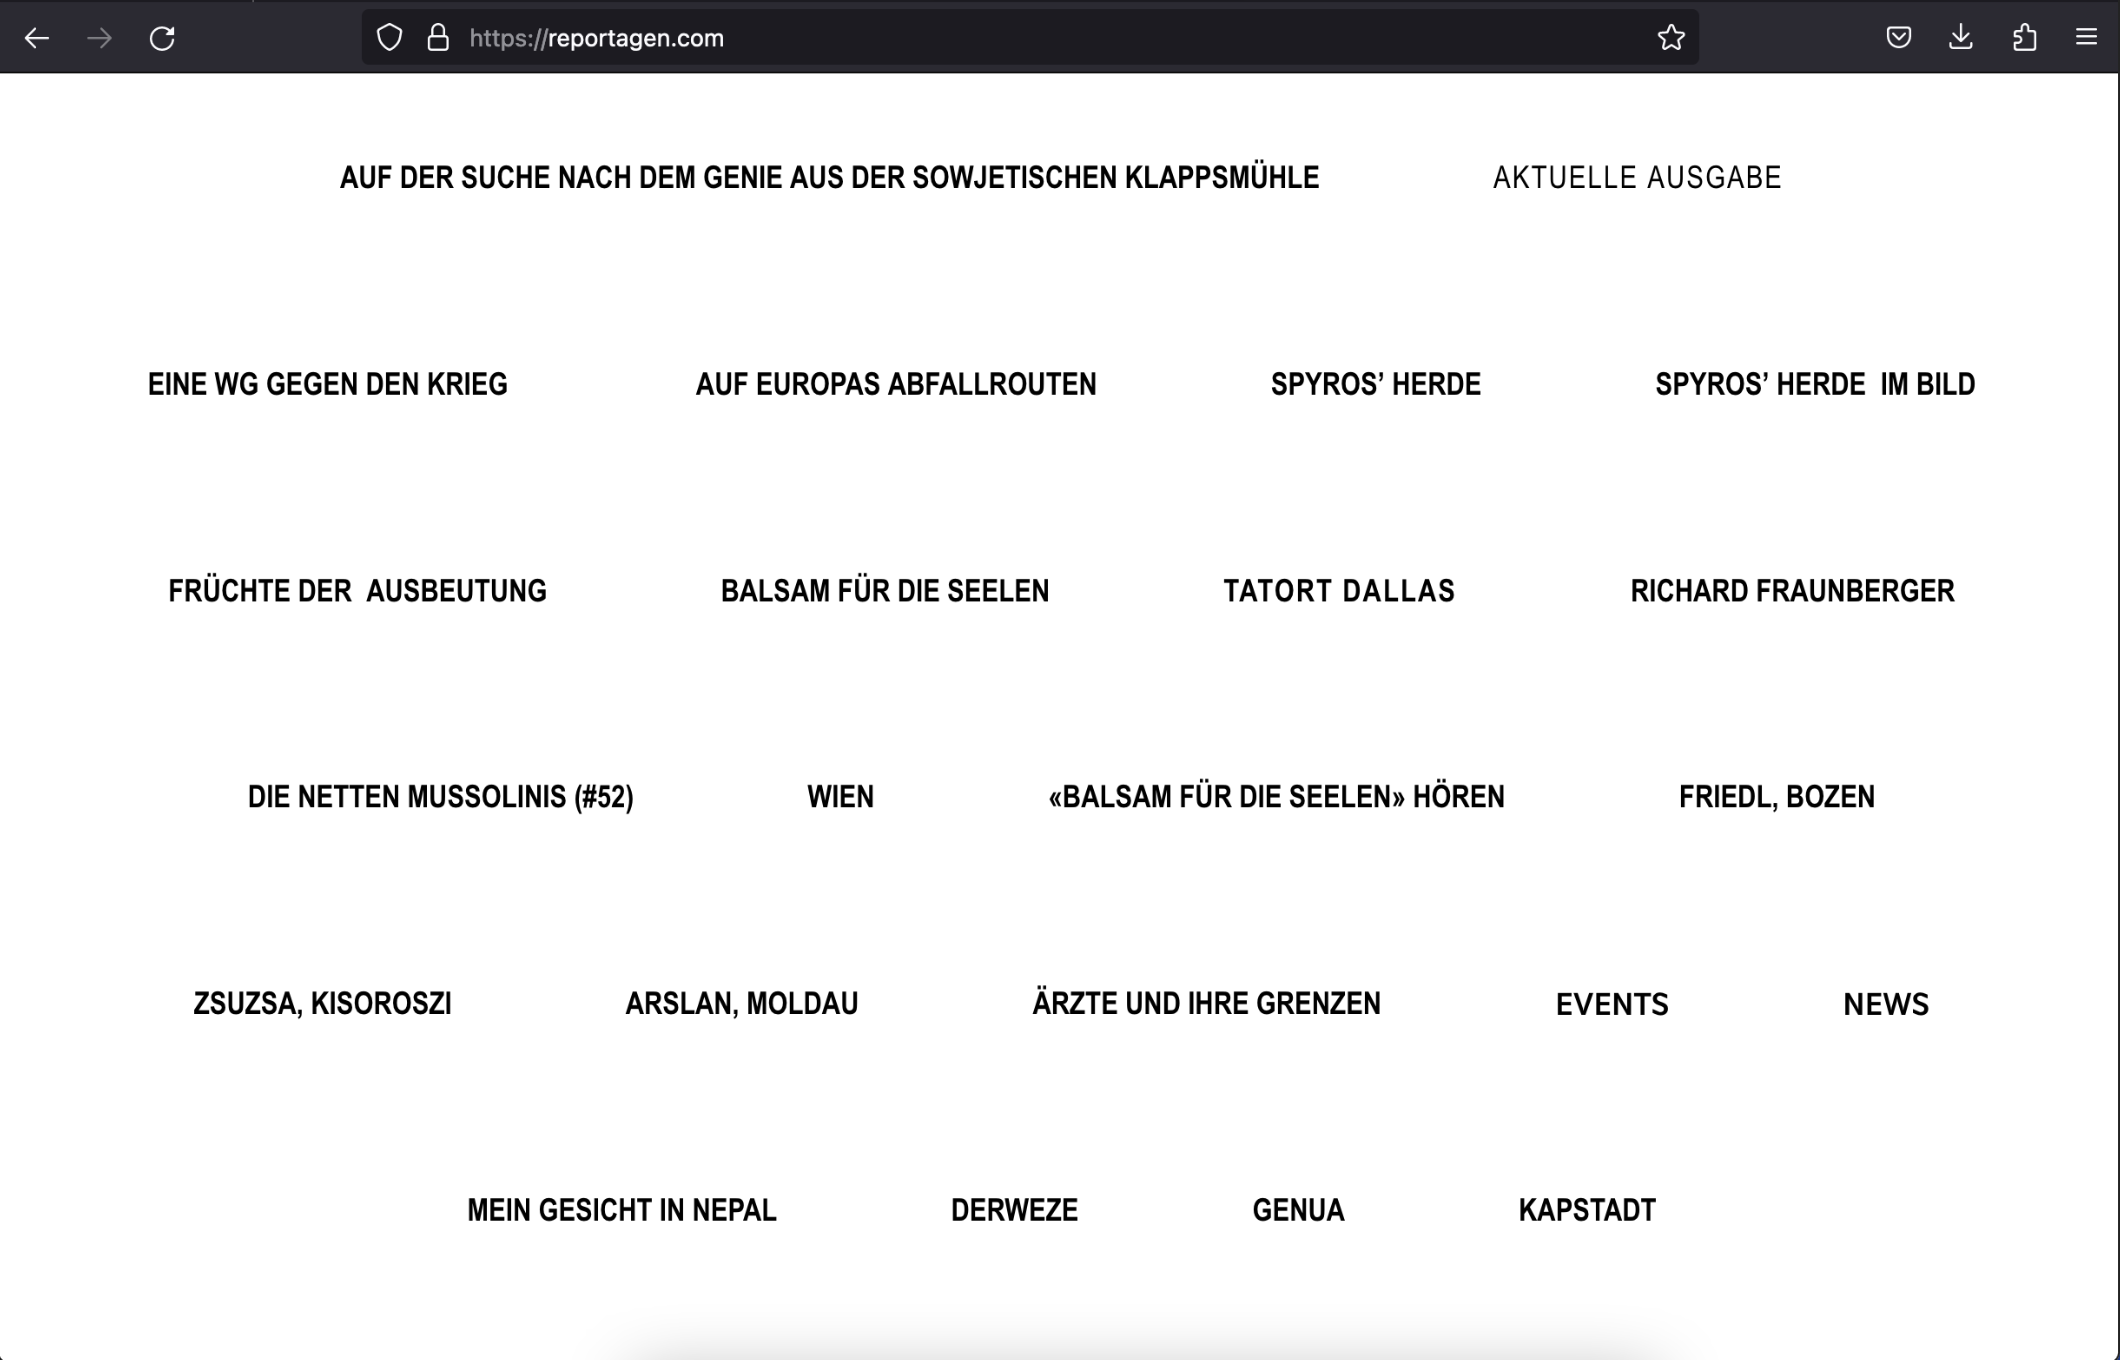 https://reportagen.com
AUF DER SUCHE NACH DEM GENIE AUS DER SOWJETISCHEN KLAPPSMÜHLE AKTUELLE AUSGABE
EINE WG GEGEN DEN KRIEG AUF EUROPAS ABFALLROUTEN SPYROS’ HERDE SPYROS’ HERDE IM BILD
FRÜCHTE DER AUSBEUTUNG BALSAM FÜR DIE SEELEN TATORT DALLAS RICHARD FRAUNBERGER
DIE NETTEN MUSSOLINIS (#52) WIEN «BALSAM FÜR DIE SEELEN» HÖREN FRIEDL, BOZEN
ZSUZSA, KISOROSZI ARSLAN, MOLDAU ÄRZTE UND IHRE GRENZEN EVENTS NEWS
MEIN GESICHT IN NEPAL DERWEZE GENUA KAPSTADT